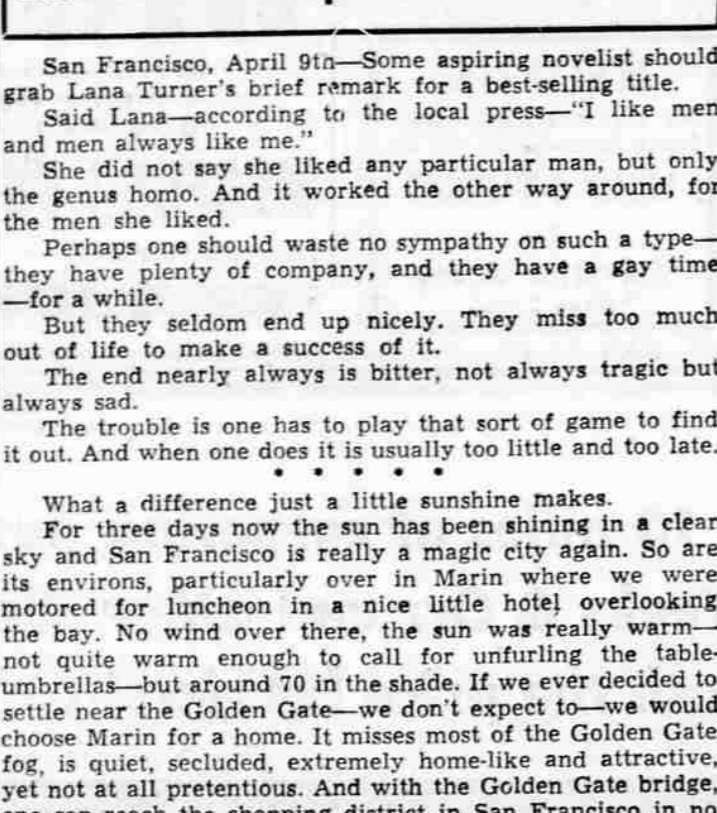 San Francisco, April 9th—Some aspiring novelist should
grab Lana Turner's brief remark for a best-selling title.
Said Lana—according to the local press—"I like men
and men always like me."
She did not say she liked any particular man, but only
the genus homo. And it worked the other way around, for
the men she liked.
Perhaps one should waste no sympathy on such a type—
they have plenty of company, and they have a gay time
—for a while.
But they seldom end up nicely. They miss too much
out of life to make a success of it.
The end nearly always is bitter, not always tragic but
always sad.
The trouble is one has to play that sort of game to find
it out. And when one does it is usually too little and too late.
• • • • •
What a difference just a little sunshine makes.
For three days now the sun has been shining in a clear
sky and San Francisco is really a magic city again. So are
its environs, particularly over in Marin where we were
motored for luncheon in a nice little hotel overlooking
the bay. No wind over there, the sun was really warm—
not quite warm enough to call for unfurling the table-
umbrellas—but around 70 in the shade. If we ever decided to
settle near the Golden Gate—we don't expect to—we would
choose Marin for a home. It misses most of the Golden Gate
fog, is quiet, secluded, extremely home-like and attractive,
yet not at all pretentious. And with the Golden Gate bridge,
one can reach the shopping district in San Francisco in no